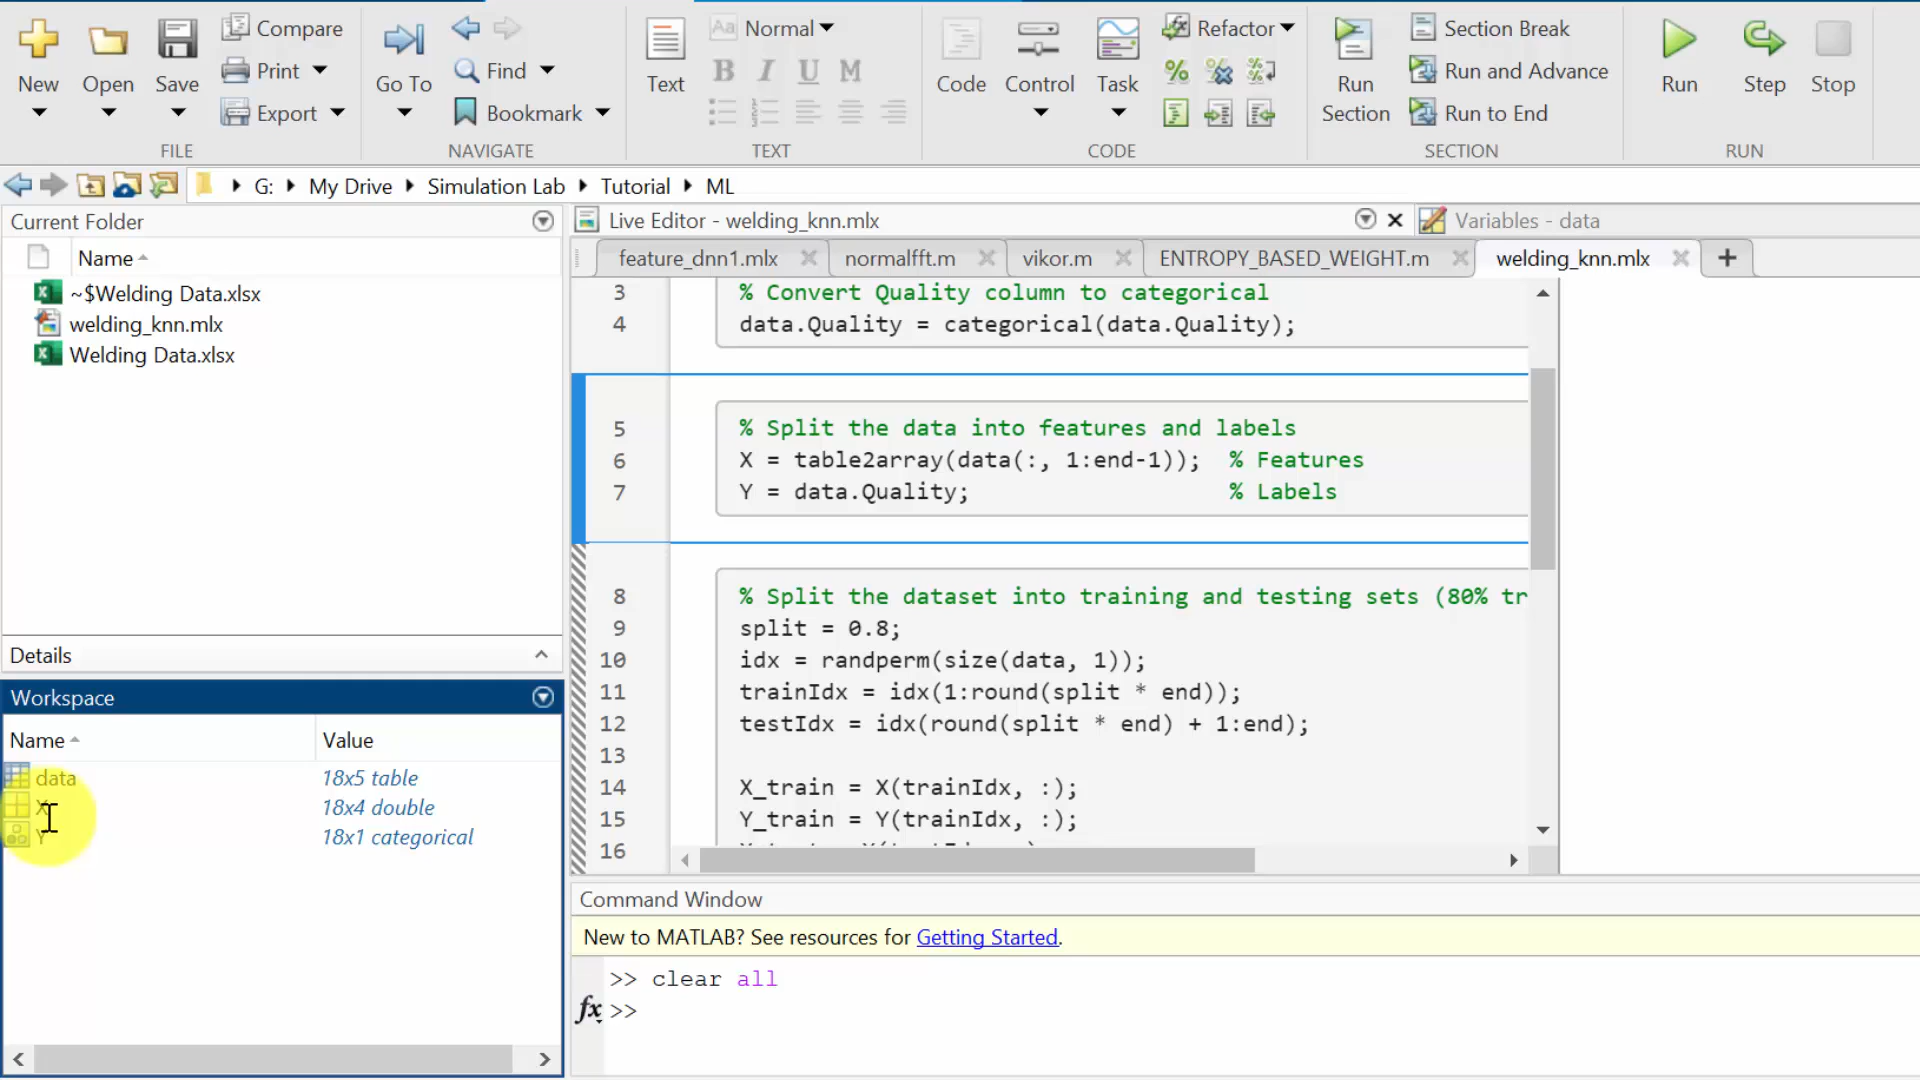 New
Open
Save
Compare
Print
Export
FILE
Go To
Find
Bookmark
NAVIGATE
Text
Aa Normal
B I U M
TEXT
Code
Control
Task
Refactor
CODE
Run Section
Section Break
Run and Advance
Run to End
SECTION
Run
Step
Stop
RUN
G: My Drive Simulation Lab Tutorial ML
Current Folder
Name
~$Welding Data.xlsx
welding_knn.mlx
Welding Data.xlsx
Details
Workspace
Name Value
data 18x5 table
X 18x4 double
Y 18x1 categorical
Live Editor - welding_knn.mlx
Variables - data
feature_dnn1.mlx normalfft.m vikor.m ENTROPY_BASED_WEIGHT.m welding_knn.mlx +
3 % Convert Quality column to categorical
4 data.Quality = categorical(data.Quality);
5 % Split the data into features and labels
6 X = table2array(data(:, 1:end-1)); % Features
7 Y = data.Quality; % Labels
8 % Split the dataset into training and testing sets (80% tr
9 split = 0.8;
10 idx = randperm(size(data, 1));
11 trainIdx = idx(1:round(split * end));
12 testIdx = idx(round(split * end) + 1:end);
13
14 X_train = X(trainIdx, :);
15 Y_train = Y(trainIdx, :);
16
Command Window
New to MATLAB? See resources for Getting Started.
>> clear all
fx >>